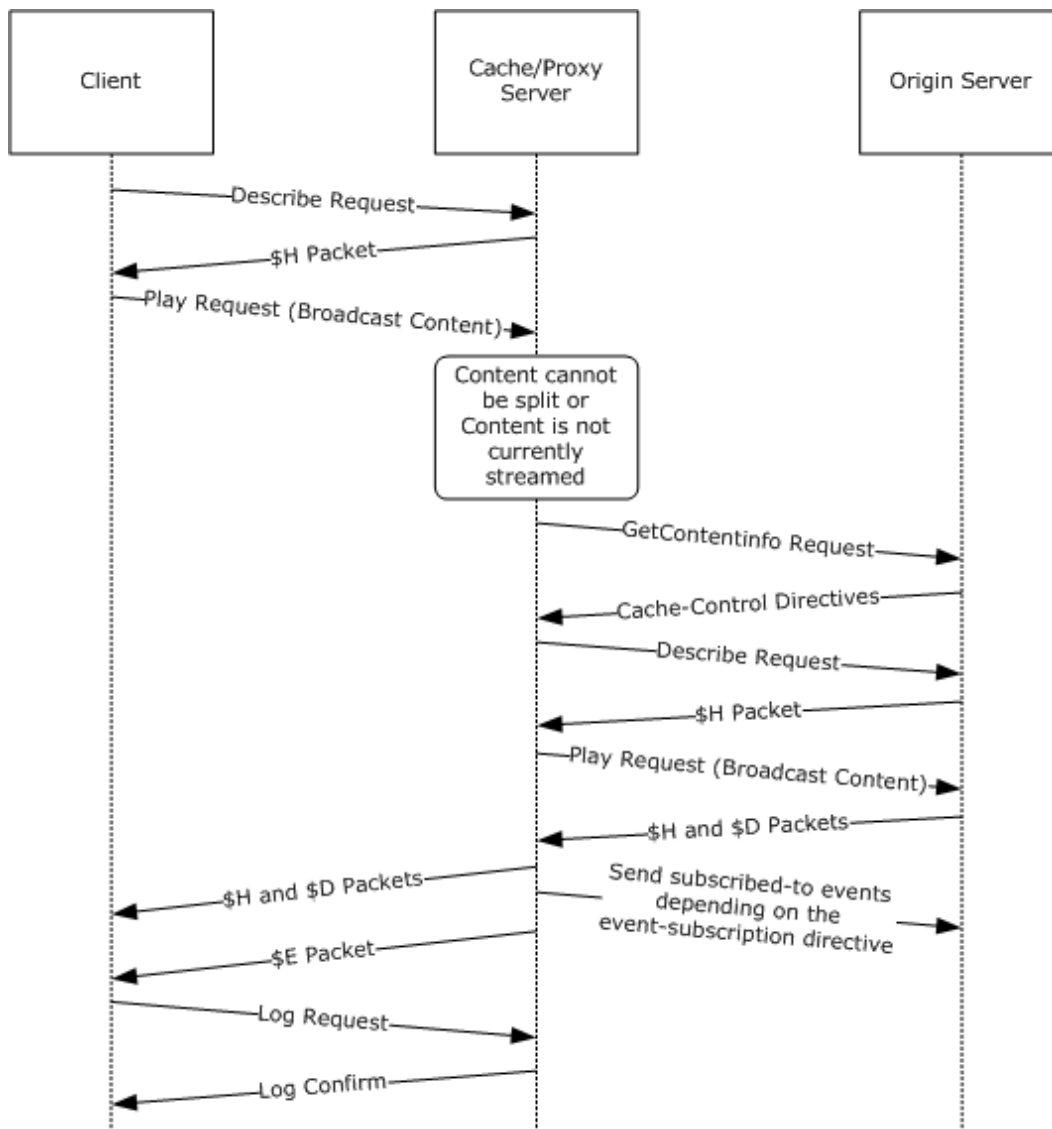 Client
Cache/Proxy
Server
Origin Server
Describe Request
$H Packet
Play Request (Broadcast Content)
Content cannot
be split or
Content is not
currently
streamed
GetContentinfo Request
Cache-Control Directives
Describe Request
$H Packet
Play Request (Broadcast Content)
$H and $D Packets
$H and $D Packets
Send subscribed-to events
depending on the
event-subscription directive
$E Packet
Log Request
Log Confirm